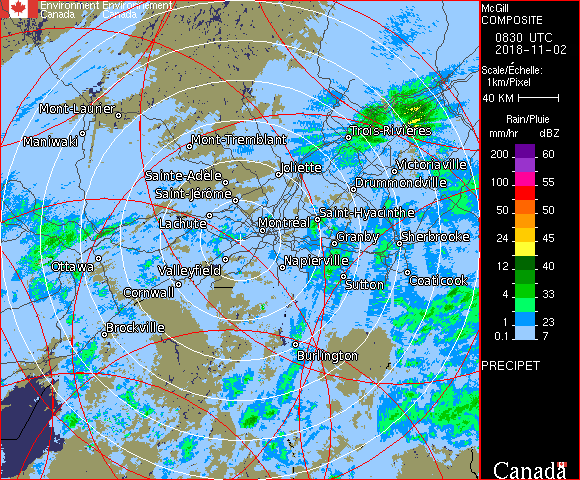 Environment Environnement
Canada Canada
McGill
COMPOSITE
0830 UTC
2018-11-02
Scale/Échelle:
1km/Pixel
40 KM
Rain/Pluie
mm/hr dBZ
200 60
100 55
50 50
24 45
12 40
4 33
1 23
0.1 7
PRECIPET
Canada
Mont-Laurier
Maniwaki
Mont-Tremblant
Trois-Rivières
Sainte-Adèle
Joliette
Victoriaville
Saint-Jérôme
Drummondville
Lachute
Montréal
Saint-Hyacinthe
Granby
Sherbrooke
Ottawa
Valleyfield
Napierville
Cornwall
Sutton
Coaticook
Brockville
Burlington